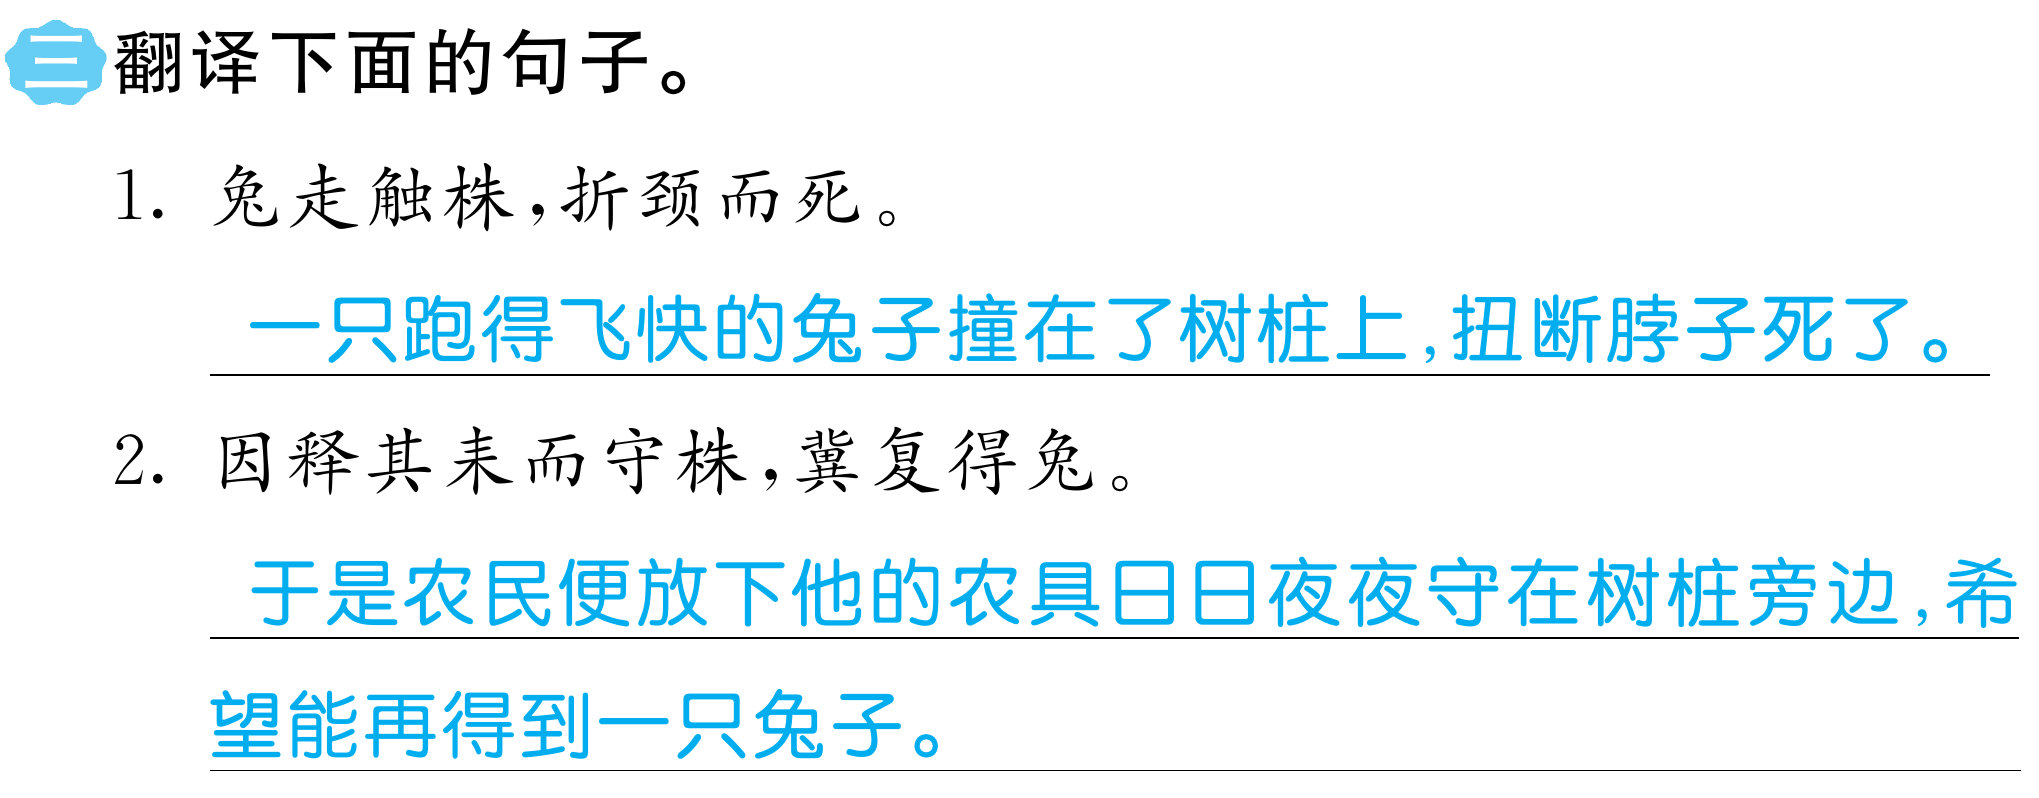 三 翻译下面的句子。
1. 兔走触株,折颈而死。
一只跑得飞快的兔子撞在了树桩上,扭断脖子死了。
2. 因释其耒而守株,冀复得兔。
于是农民便放下他的农具日日夜夜守在树桩旁边,希
望能再得到一只兔子。